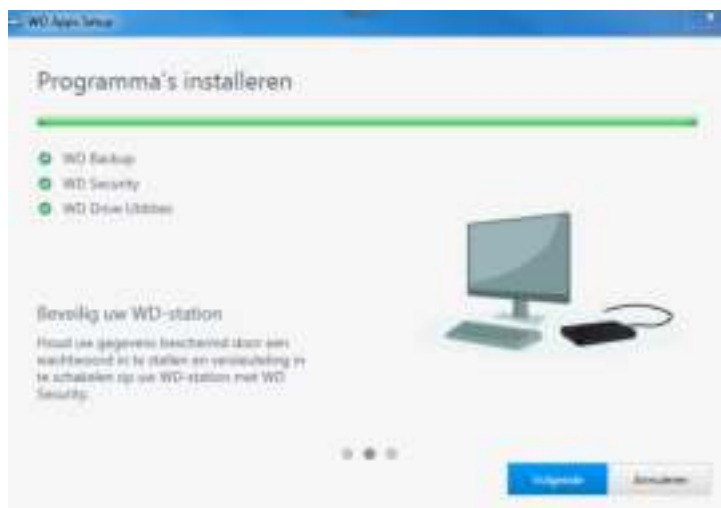 WD Apps Setup
Programma's installeren
WD Backup
WD Security
WD Drive Utilities
Beveilig uw WD-station
Houd uw gegevens beschermd door een
wachtwoord in te stellen en versleuteling in
te schakelen op uw WD-station met WD
Security.
Volgende
Annuleren